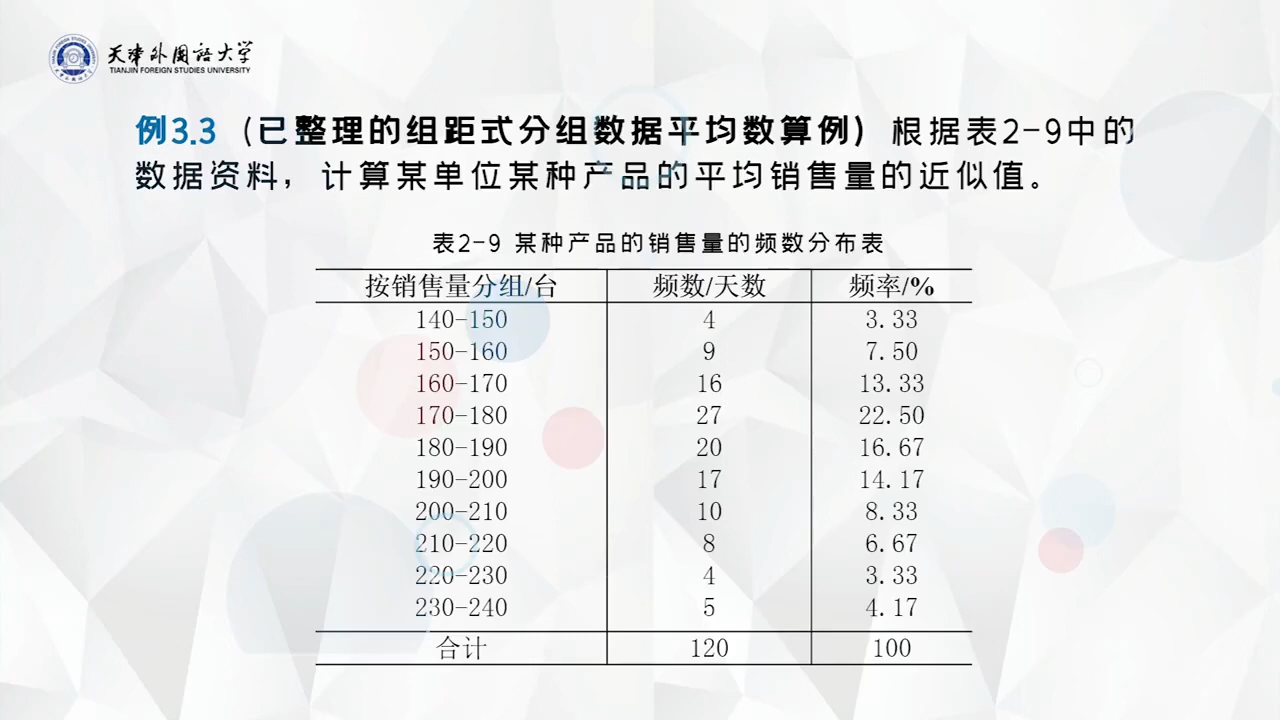 天津外国语大学
TIANJIN FOREIGN STUDIES UNIVERSITY
例3.3（已整理的组距式分组数据平均数算例）根据表2-9中的
数据资料，计算某单位某种产品的平均销售量的近似值。
表2-9 某种产品的销售量的频数分布表
按销售量分组/台 频数/天数 频率/%
140-150 4 3.33
150-160 9 7.50
160-170 16 13.33
170-180 27 22.50
180-190 20 16.67
190-200 17 14.17
200-210 10 8.33
210-220 8 6.67
220-230 4 3.33
230-240 5 4.17
合计 120 100